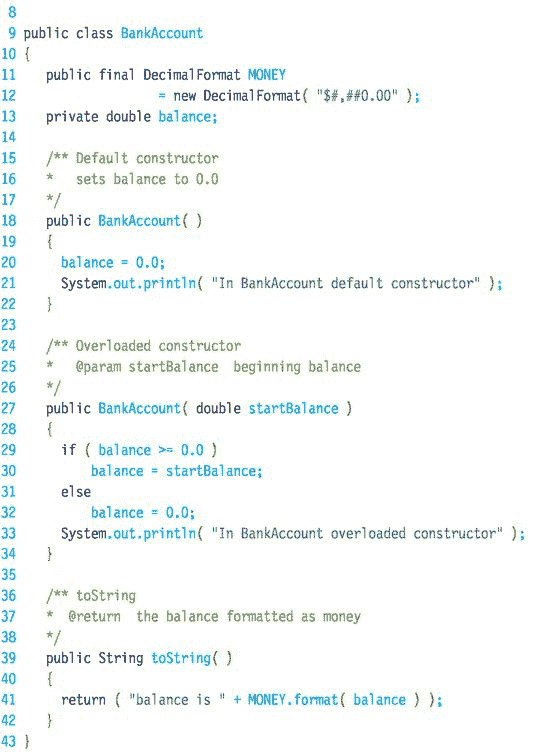 8
9 public class BankAccount
10 {
11 public final DecimalFormat MONEY
12 = new DecimalFormat( "$#,##0.00" );
13 private double balance;
14
15 /** Default constructor
16 * sets balance to 0.0
17 */
18 public BankAccount( )
19 {
20 balance = 0.0;
21 System.out.println( "In BankAccount default constructor" );
22 }
23
24 /** Overloaded constructor
25 * @param startBalance beginning balance
26 */
27 public BankAccount( double startBalance )
28 {
29 if ( balance >= 0.0 )
30 balance = startBalance;
31 else
32 balance = 0.0;
33 System.out.println( "In BankAccount overloaded constructor" );
34 }
35
36 /** toString
37 * @return the balance formatted as money
38 */
39 public String toString( )
40 {
41 return ( "balance is " + MONEY.format( balance ) );
42 }
43 }